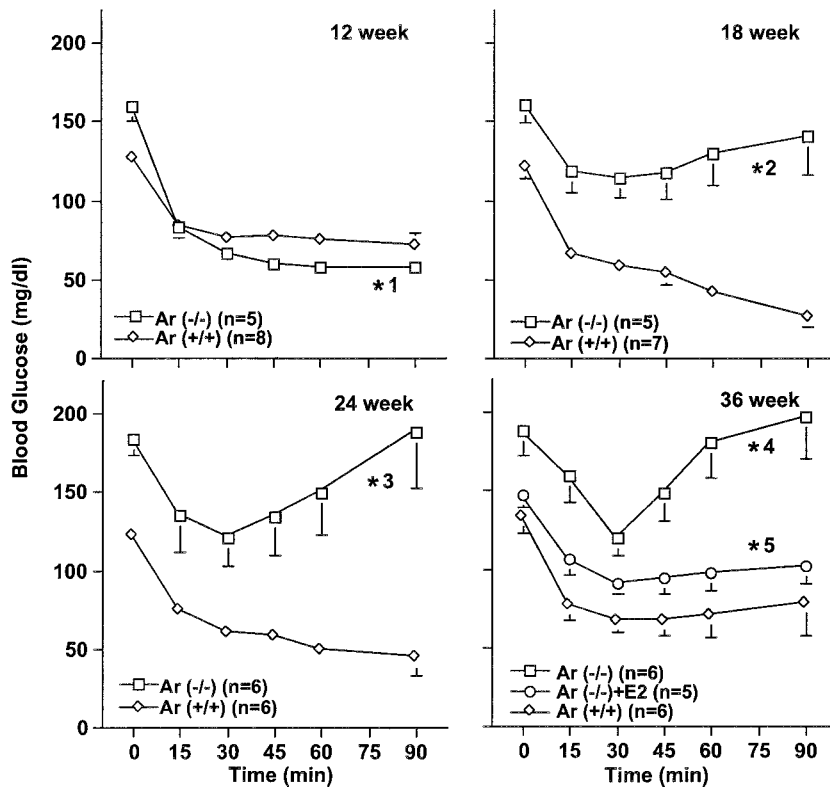 12 week
200
150
100
50
0
*1
Ar (-/-) (n=5)
Ar (+/+) (n=8)
18 week
*2
Ar (-/-) (n=5)
Ar (+/+) (n=7)
Blood Glucose (mg/dl)
24 week
200
150
100
50
0
*3
Ar (-/-) (n=6)
Ar (+/+) (n=6)
0 15 30 45 60 75 90
Time (min)
36 week
*4
*5
Ar (-/-) (n=6)
Ar (-/-)+E2 (n=5)
Ar (+/+) (n=6)
0 15 30 45 60 75 90
Time (min)